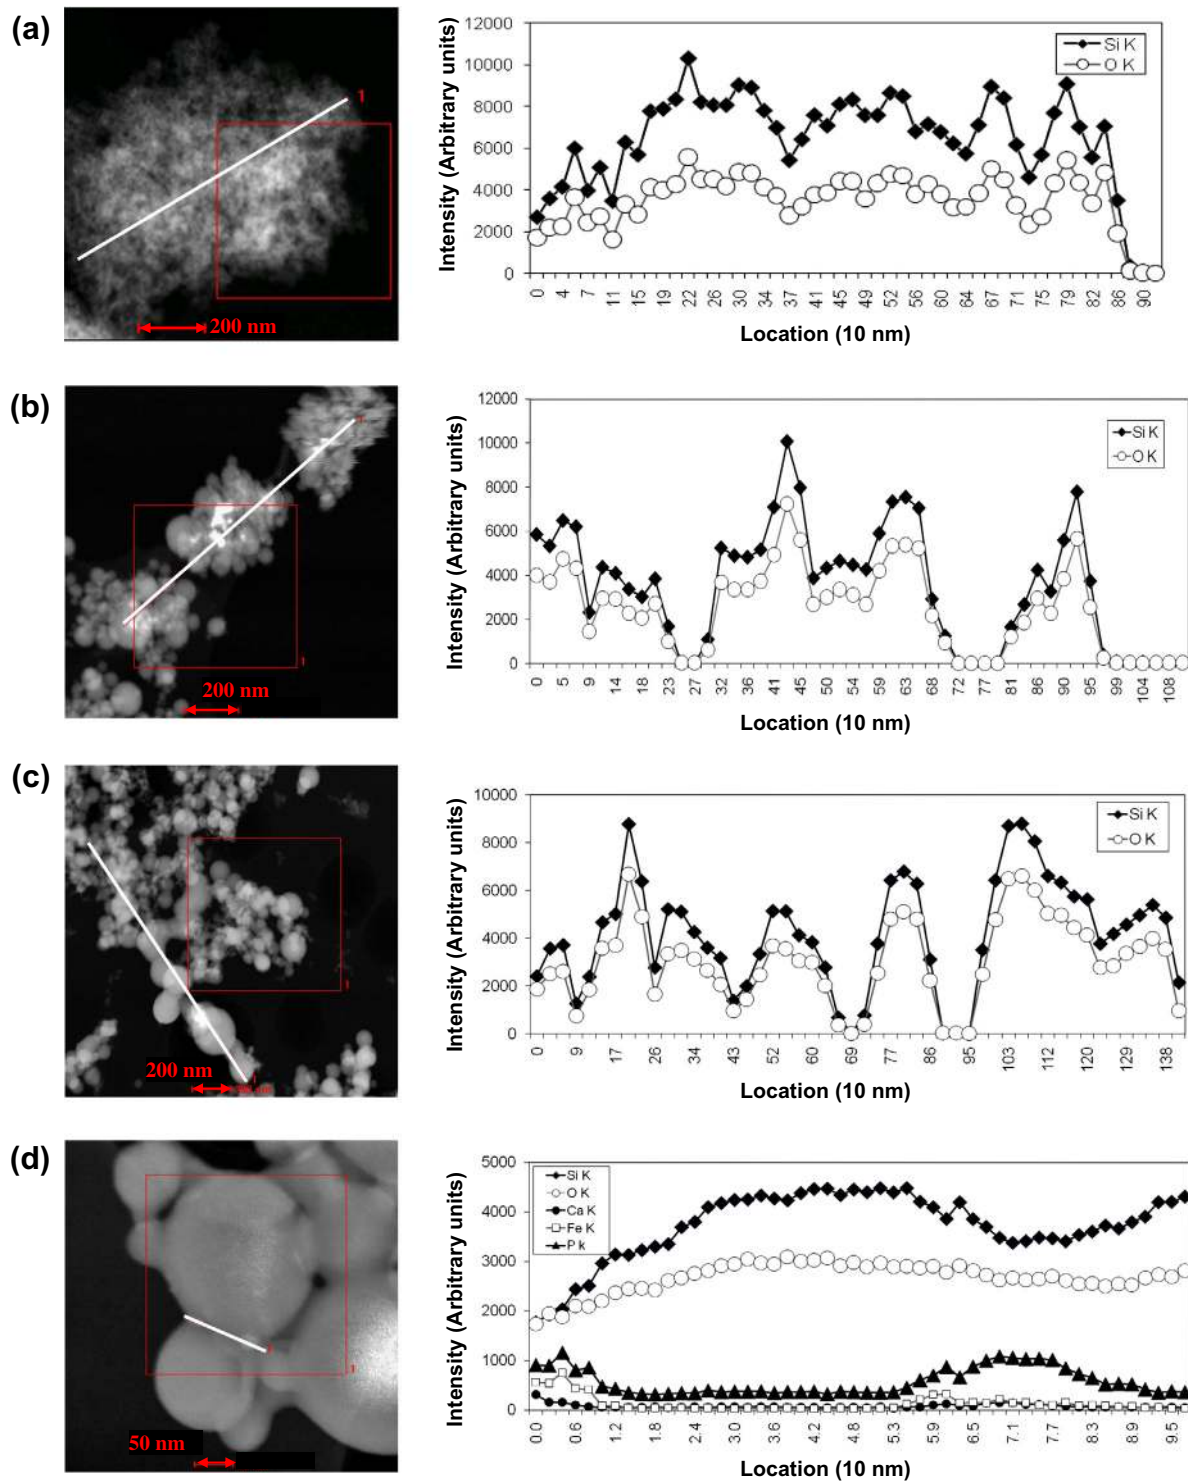 (a)
1
200 nm
Intensity (Arbitrary units)
12000
10000
8000
6000
4000
2000
0
Si K
O K
0 4 7 11 15 19 22 26 30 34 37 41 45 49 52 56 60 64 67 71 75 79 82 86 90
Location (10 nm)
(b)
1
200 nm
Intensity (Arbitrary units)
12000
10000
8000
6000
4000
2000
0
Si K
O K
0 5 9 14 18 23 27 32 36 41 45 50 54 59 63 68 72 77 81 86 90 95 99 104 108
Location (10 nm)
(c)
1
200 nm
Intensity (Arbitrary units)
10000
8000
6000
4000
2000
0
Si K
O K
0 9 17 26 34 43 52 60 69 77 86 95 103 112 120 129 138
Location (10 nm)
(d)
1
50 nm
Intensity (Arbitrary units)
5000
4000
3000
2000
1000
0
Si K
O K
Ca K
Fe K
P k
0.0 0.6 1.2 1.8 2.4 3.0 3.6 4.2 4.8 5.3 5.9 6.5 7.1 7.7 8.3 8.9 9.5
Location (10 nm)